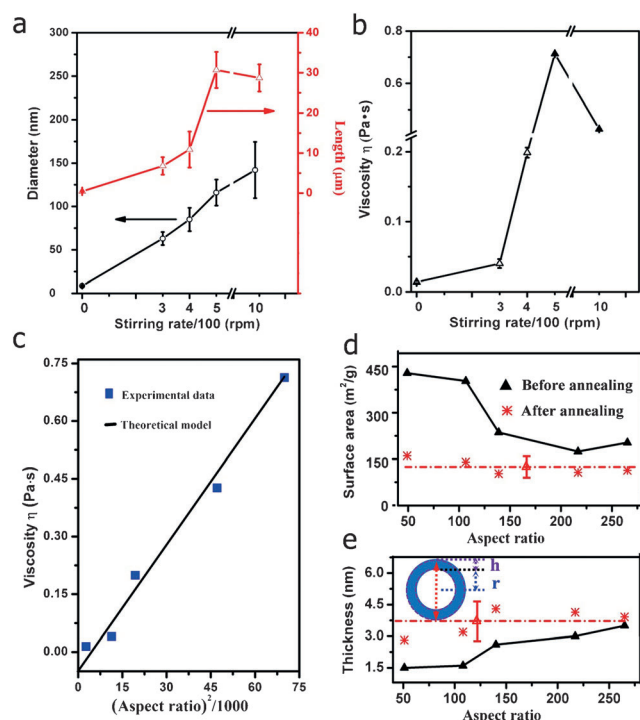 a
300
250
200
150
100
50
0
Diameter (nm)
40
30
20
10
0
Length (μm)
0 3 4 5 10
Stirring rate/100 (rpm)
b
0.8
0.6
0.2
0.1
0.0
Viscosity η (Pa•s)
0 3 4 5 10
Stirring rate/100 (rpm)
c
0.75
0.60
0.45
0.30
0.15
0.00
Viscosity η (Pa·s)
Experimental data
Theoretical model
0 15 30 45 60 75
(Aspect ratio)²/1000
d
450
300
150
0
Surface area (m²/g)
Before annealing
After annealing
50 100 150 200 250
Aspect ratio
e
6.0
4.5
3.0
1.5
Thickness (nm)
h
r
50 100 150 200 250
Aspect ratio